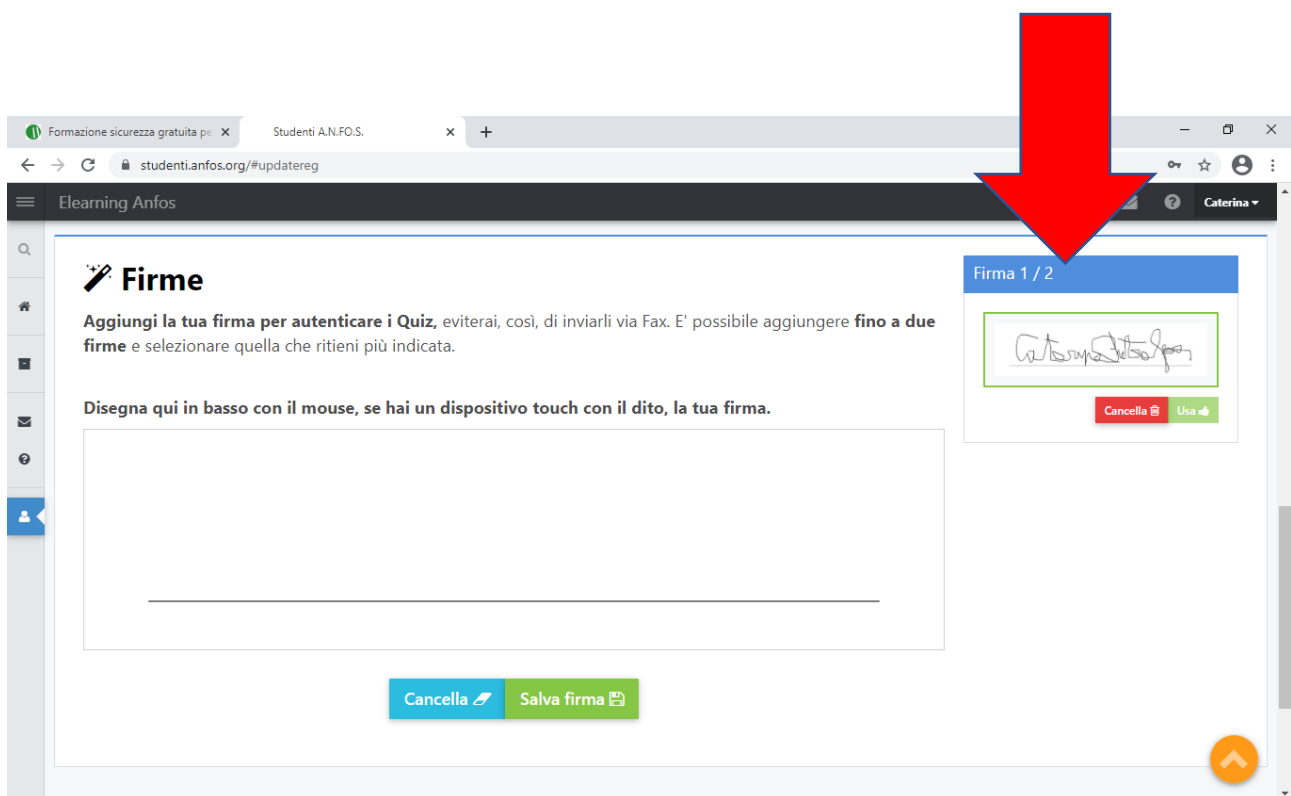 Formazione sicurezza gratuita pe
Studenti A.N.FO.S.
studenti.anfos.org/#updatereg
Elearning Anfos
Caterina
Firme
Aggiungi la tua firma per autenticare i Quiz, eviterai, così, di inviarli via Fax. E' possibile aggiungere fino a due
firme e selezionare quella che ritieni più indicata.
Disegna qui in basso con il mouse, se hai un dispositivo touch con il dito, la tua firma.
Cancella
Salva firma
Firma 1 / 2
Cancella
Usa